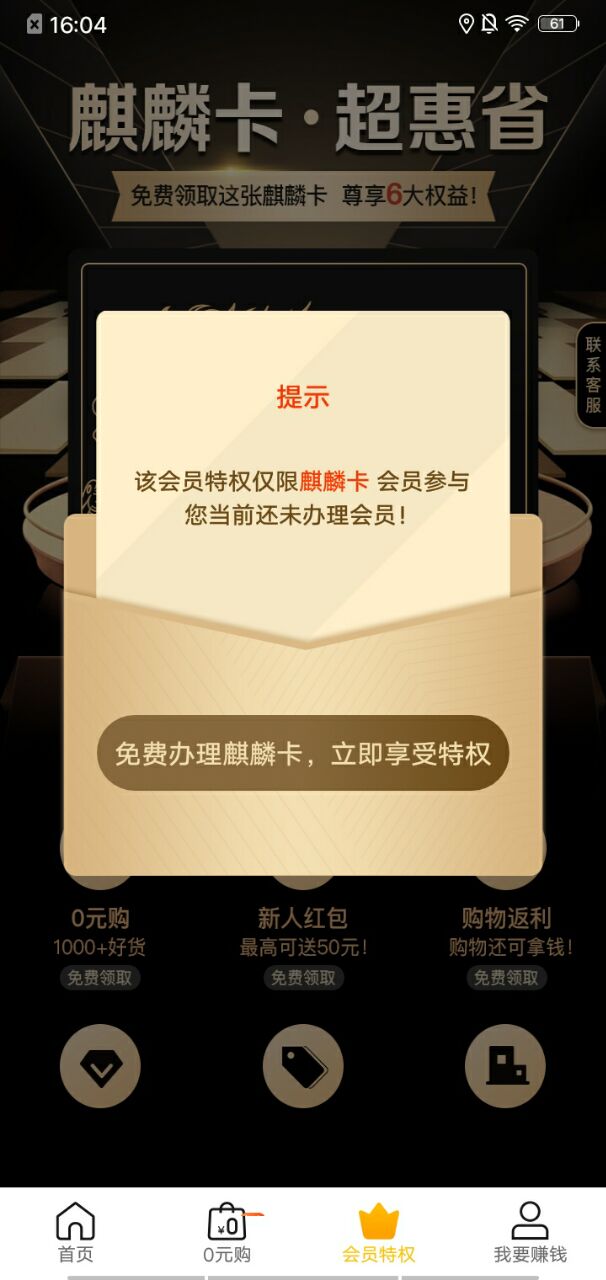 16:04
61
麒麟卡·超惠省
免费领取这张麒麟卡 尊享6大权益!
联系客服
提示
该会员特权仅限麒麟卡 会员参与
您当前还未办理会员!
免费办理麒麟卡，立即享受特权
0元购 新人红包 购物返利
1000+好货 最高可送50元! 购物还可拿钱!
免费领取 免费领取 免费领取
¥0
首页 0元购 会员特权 我要赚钱